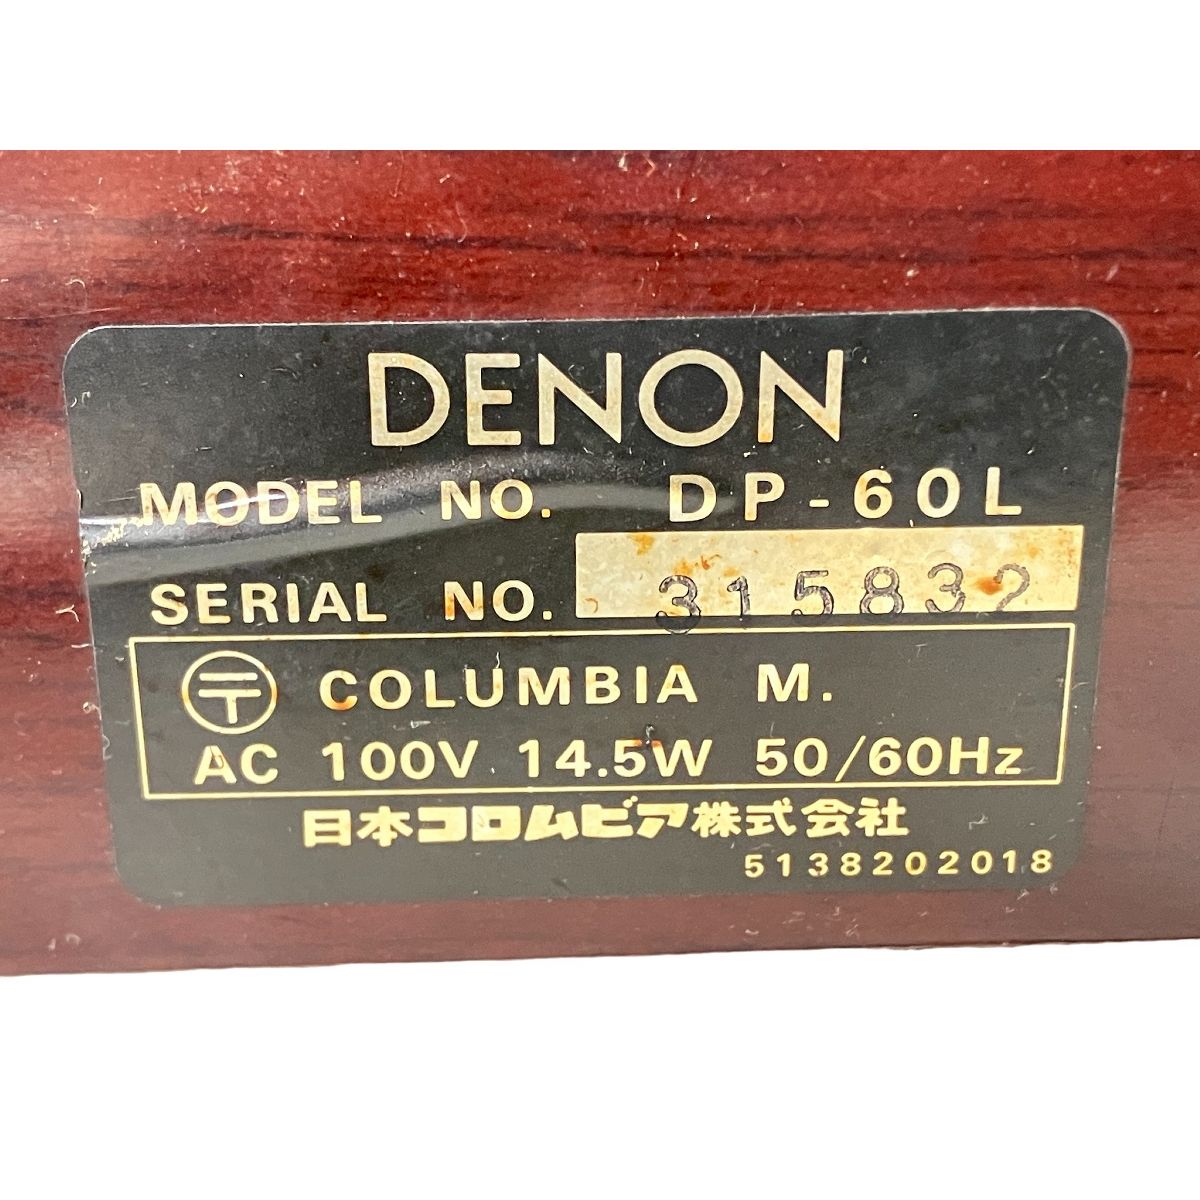 DENON
MODEL NO. DP-60L
SERIAL NO. 315832
〶 COLUMBIA M.
AC 100V 14.5W 50/60Hz
日本コロムビア株式会社
5138202018